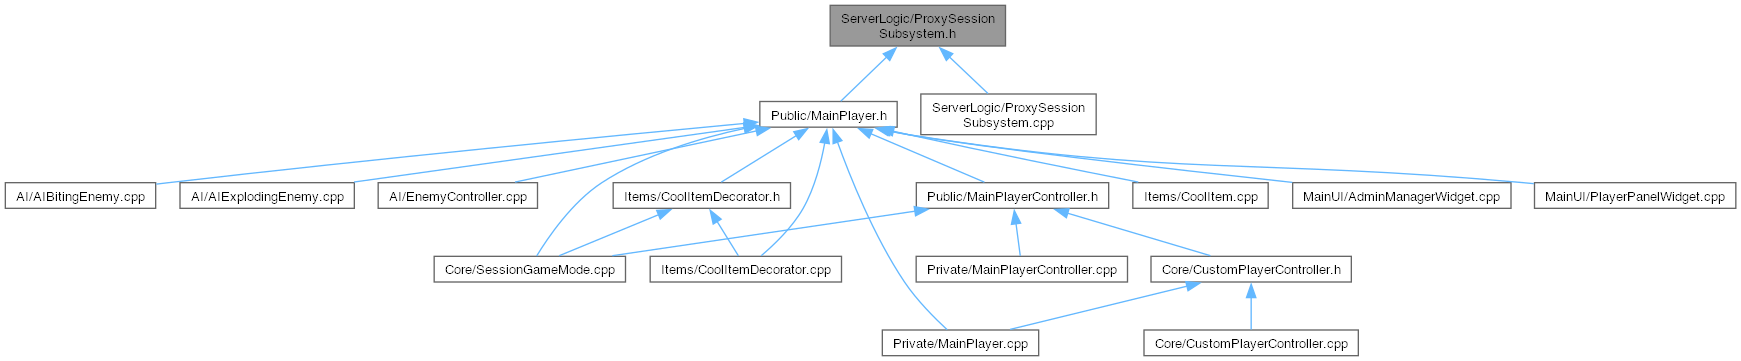 ServerLogic/ProxySession
Subsystem.h
ServerLogic/ProxySession
Subsystem.cpp
Public/MainPlayer.h
AI/AIBitingEnemy.cpp
AI/AIExplodingEnemy.cpp
AI/EnemyController.cpp
Items/CoolItemDecorator.h
Public/MainPlayerController.h
Items/CoolItem.cpp
MainUI/AdminManagerWidget.cpp
MainUI/PlayerPanelWidget.cpp
Core/SessionGameMode.cpp
Items/CoolItemDecorator.cpp
Private/MainPlayerController.cpp
Core/CustomPlayerController.h
Private/MainPlayer.cpp
Core/CustomPlayerController.cpp